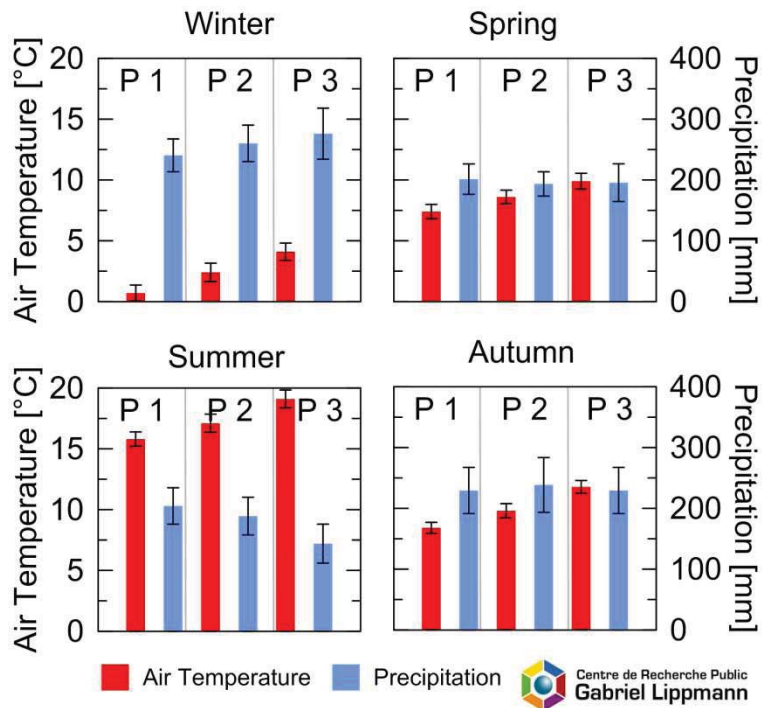 Winter
Spring
Air Temperature [°C]
20
15
10
5
0
P 1
P 2
P 3
P 1
P 2
P 3
400
300
200
100
0
Precipitation [mm]
Summer
Autumn
Air Temperature [°C]
20
15
10
5
0
P 1
P 2
P 3
P 1
P 2
P 3
400
300
200
100
0
Precipitation [mm]
Air Temperature
Precipitation
Centre de Recherche Public
Gabriel Lippmann